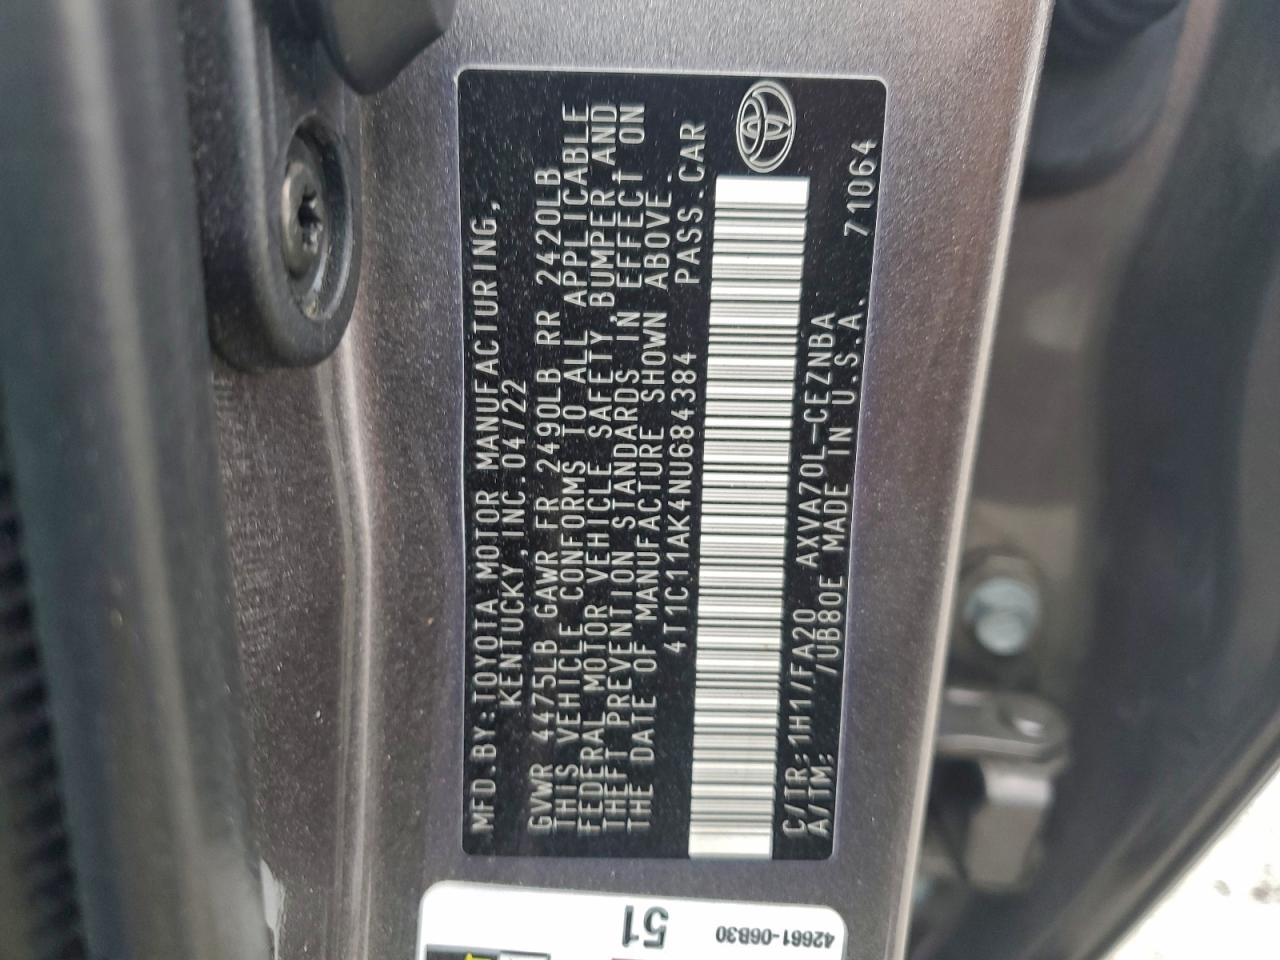 MFD.BY:TOYOTA MOTOR MANUFACTURING,
KENTUCKY,INC.04/22
GVWR 4475LB GAWR FR 2490LB RR 2420LB
THIS VEHICLE CONFORMS TO ALL APPLICABLE
FEDERAL MOTOR VEHICLE SAFETY,BUMPER,AND
THEFT PREVENTION STANDARDS IN EFFECT ON
THE DATE OF MANUFACTURE SHOWN ABOVE.
4T1C11AK4NU684384 PASS.CAR
C/TR:1H1/FA20 AXVA70L-CEZNBA
A/TM: /UB80E MADE IN U.S.A. 71064
51
42661-06B30